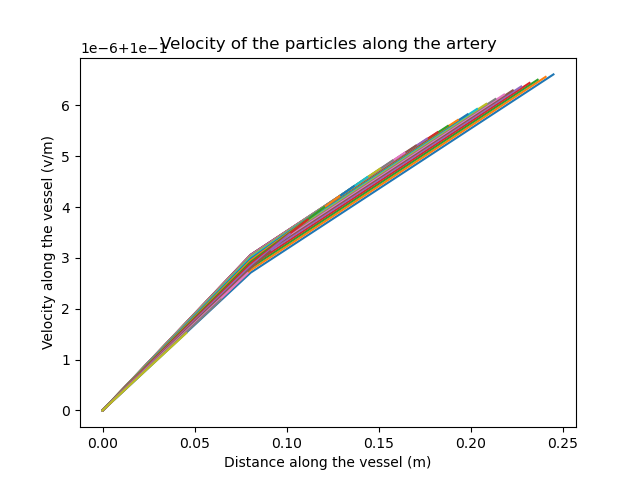 Velocity of the particles along the artery
1e−6+1e−1
6
5
4
3
2
1
0
Velocity along the vessel (v/m)
0.00 0.05 0.10 0.15 0.20 0.25
Distance along the vessel (m)